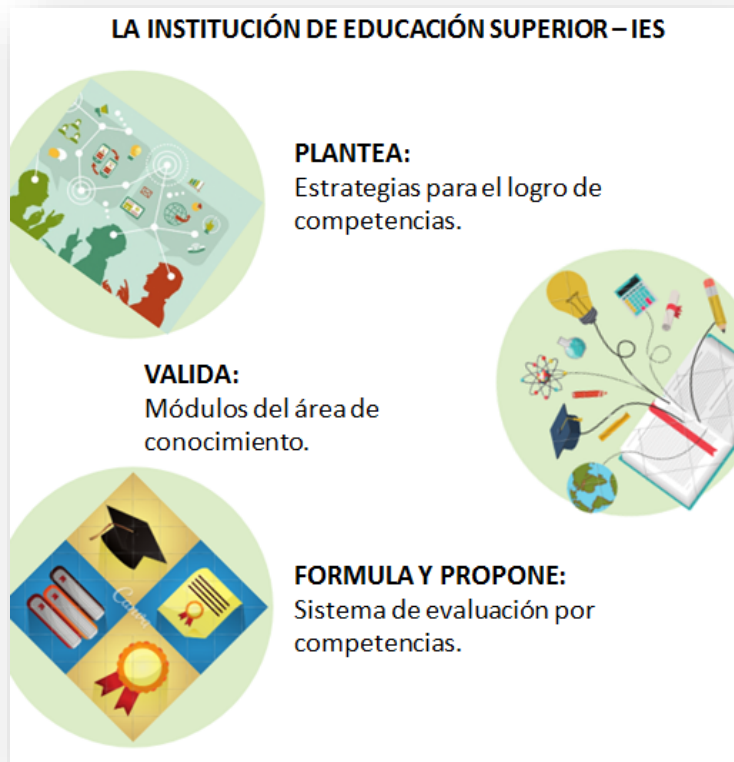 LA INSTITUCIÓN DE EDUCACIÓN SUPERIOR – IES
PLANTEA:
Estrategias para el logro de
competencias.
VALIDA:
Módulos del área de
conocimiento.
FORMULA Y PROPONE:
Sistema de evaluación por
competencias.